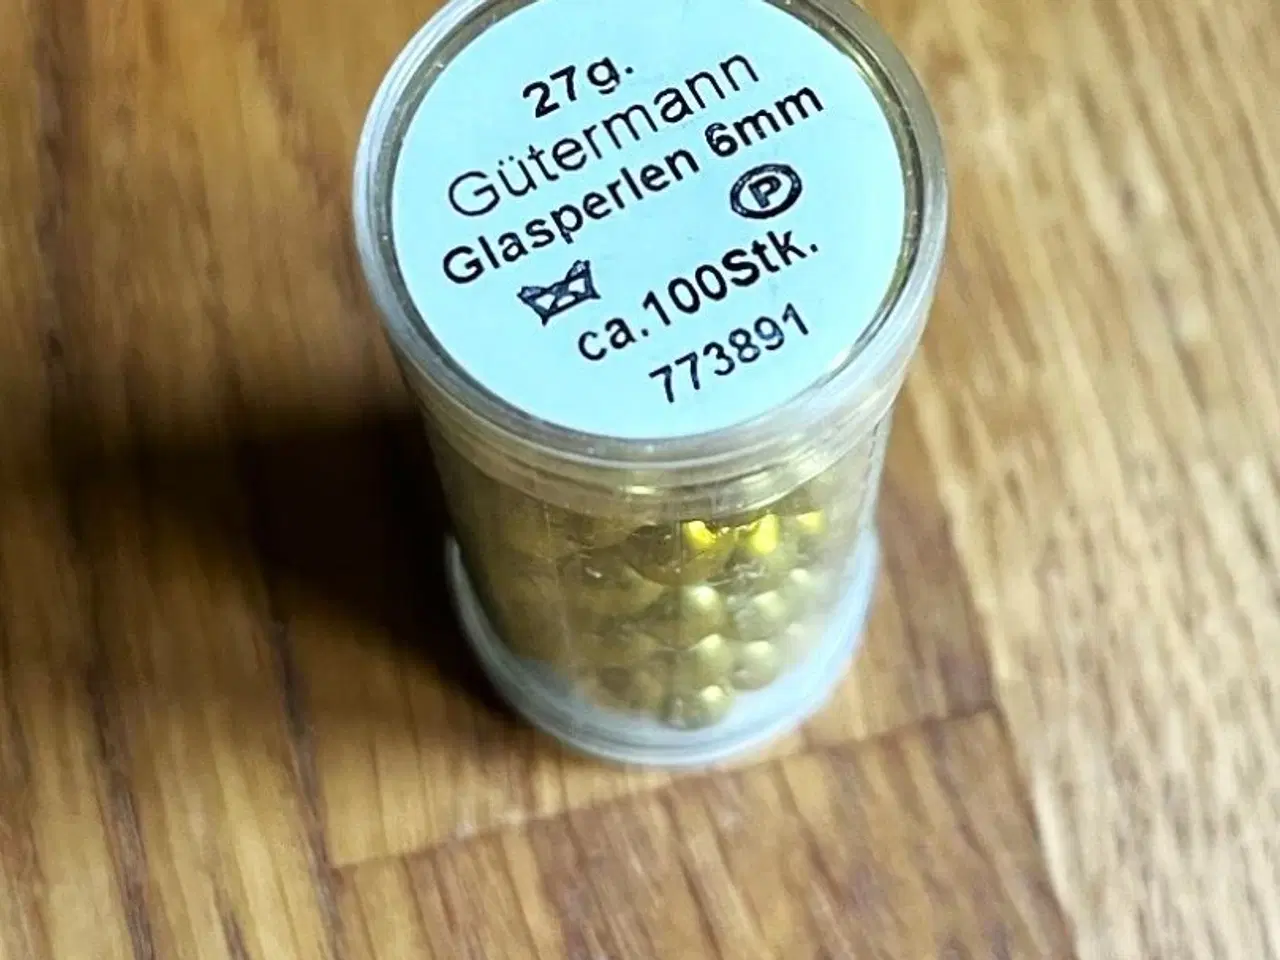 27g.
Gütermann
Glasperlen 6mm
P
ca.100Stk.
773891